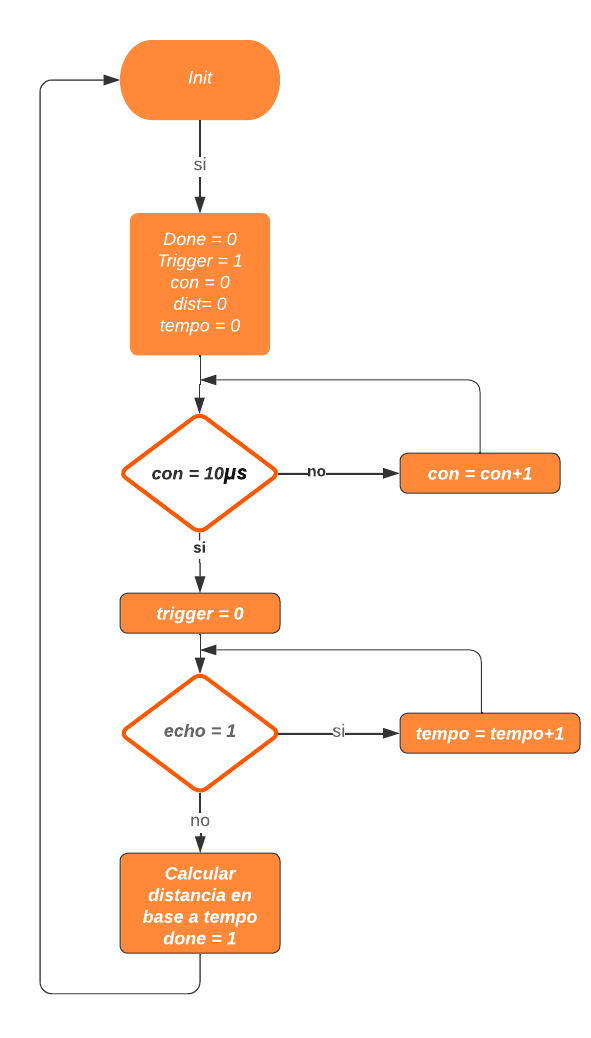 Init
si
Done = 0
Trigger = 1
con = 0
dist= 0
tempo = 0
con = 10µs
no
con = con+1
si
trigger = 0
echo = 1
si
tempo = tempo+1
no
Calcular
distancia en
base a tempo
done = 1